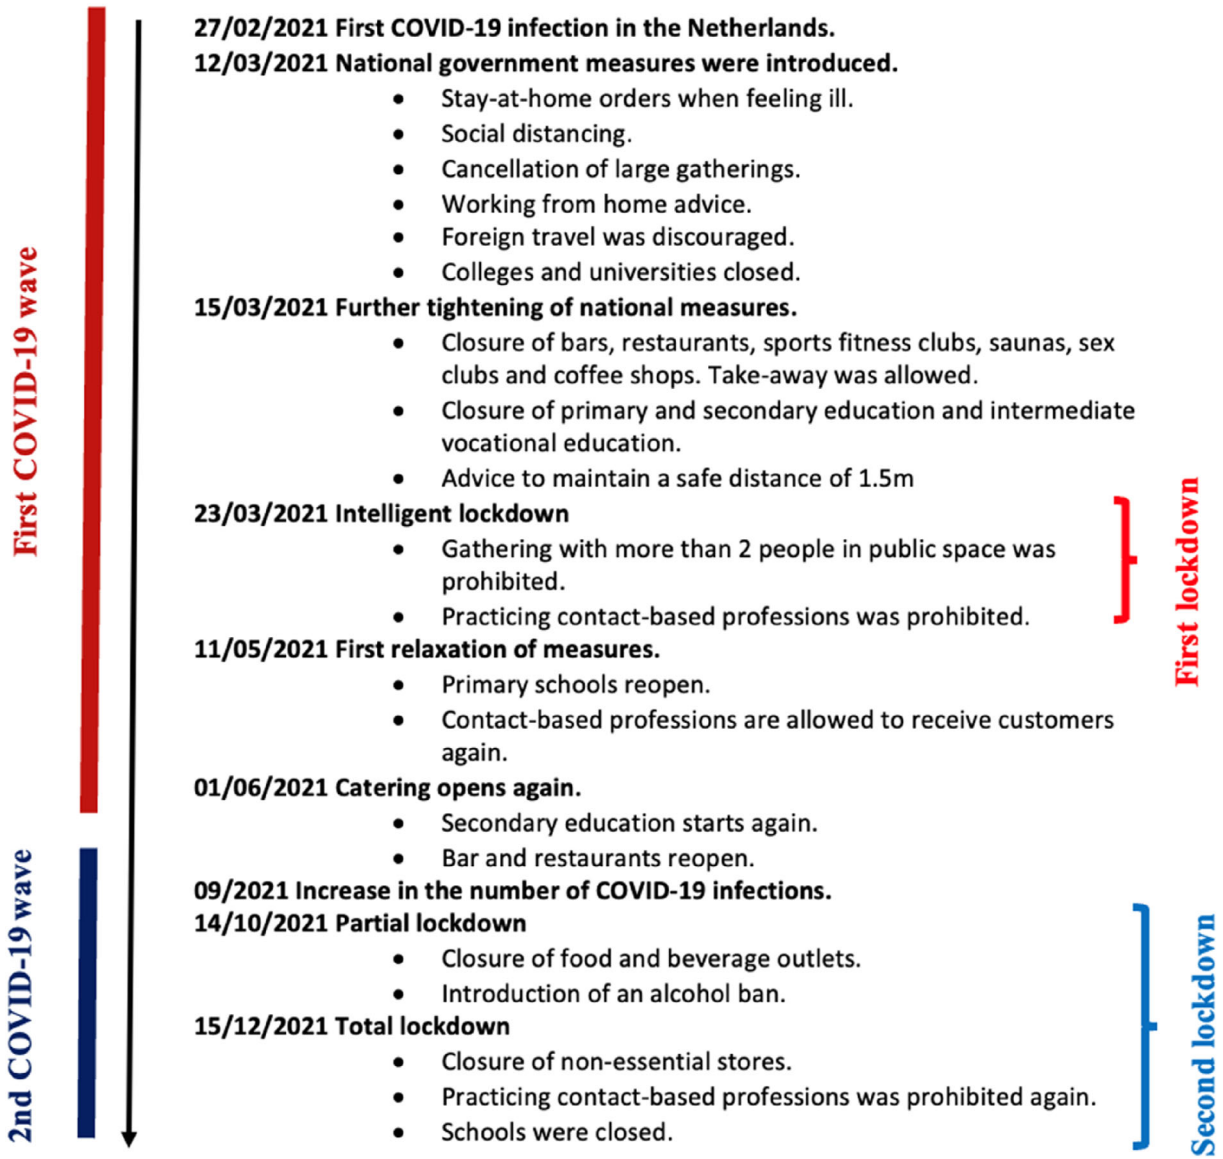 27/02/2021 First COVID-19 infection in the Netherlands.
12/03/2021 National government measures were introduced.
• Stay-at-home orders when feeling ill.
• Social distancing.
• Cancellation of large gatherings.
• Working from home advice.
• Foreign travel was discouraged.
• Colleges and universities closed.
15/03/2021 Further tightening of national measures.
• Closure of bars, restaurants, sports fitness clubs, saunas, sex
clubs and coffee shops. Take-away was allowed.
• Closure of primary and secondary education and intermediate
vocational education.
• Advice to maintain a safe distance of 1.5m
23/03/2021 Intelligent lockdown
• Gathering with more than 2 people in public space was
prohibited.
• Practicing contact-based professions was prohibited.
11/05/2021 First relaxation of measures.
• Primary schools reopen.
• Contact-based professions are allowed to receive customers
again.
01/06/2021 Catering opens again.
• Secondary education starts again.
• Bar and restaurants reopen.
09/2021 Increase in the number of COVID-19 infections.
14/10/2021 Partial lockdown
• Closure of food and beverage outlets.
• Introduction of an alcohol ban.
15/12/2021 Total lockdown
• Closure of non-essential stores.
• Practicing contact-based professions was prohibited again.
• Schools were closed.
First COVID-19 wave
2nd COVID-19 wave
First lockdown
Second lockdown